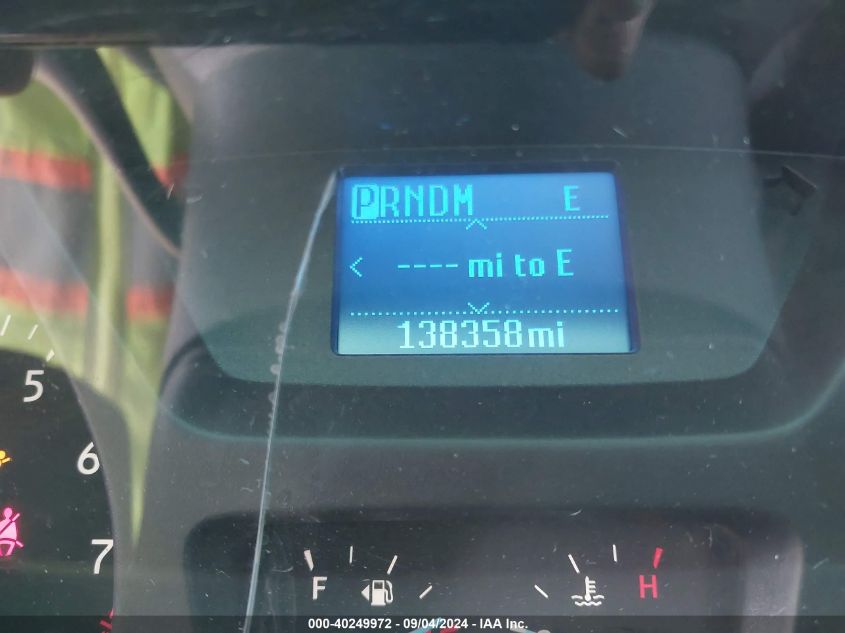 PRNDM E
< ---- mi to E
138358mi
5
6
7
F H
000-40249972 - 09/04/2024 - IAA Inc.